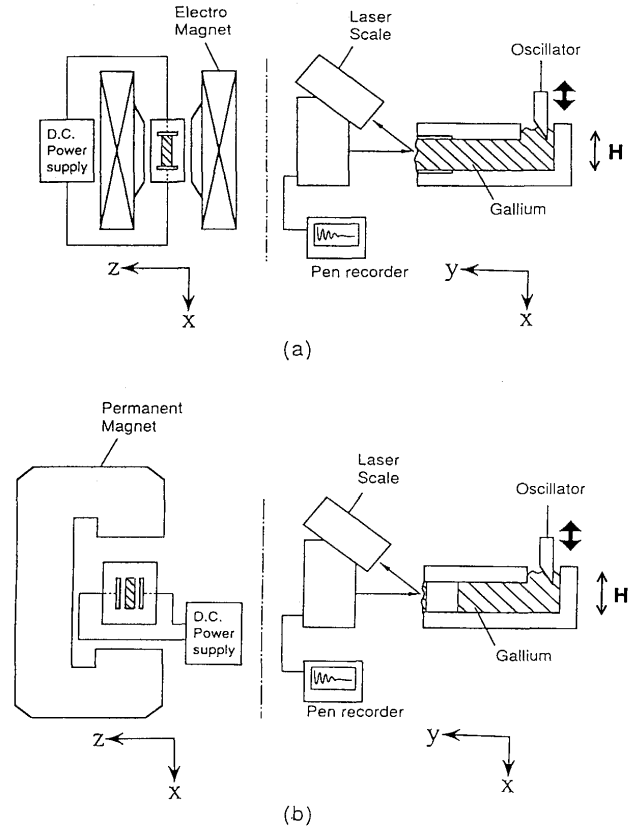 Electro
Magnet
Laser
Scale
Oscillator
D.C.
Power
supply
H
Gallium
Pen recorder
z
x
y
x
(a)
Permanent
Magnet
Laser
Scale
Oscillator
D.C.
Power
supply
H
Gallium
Pen recorder
z
x
y
x
(b)